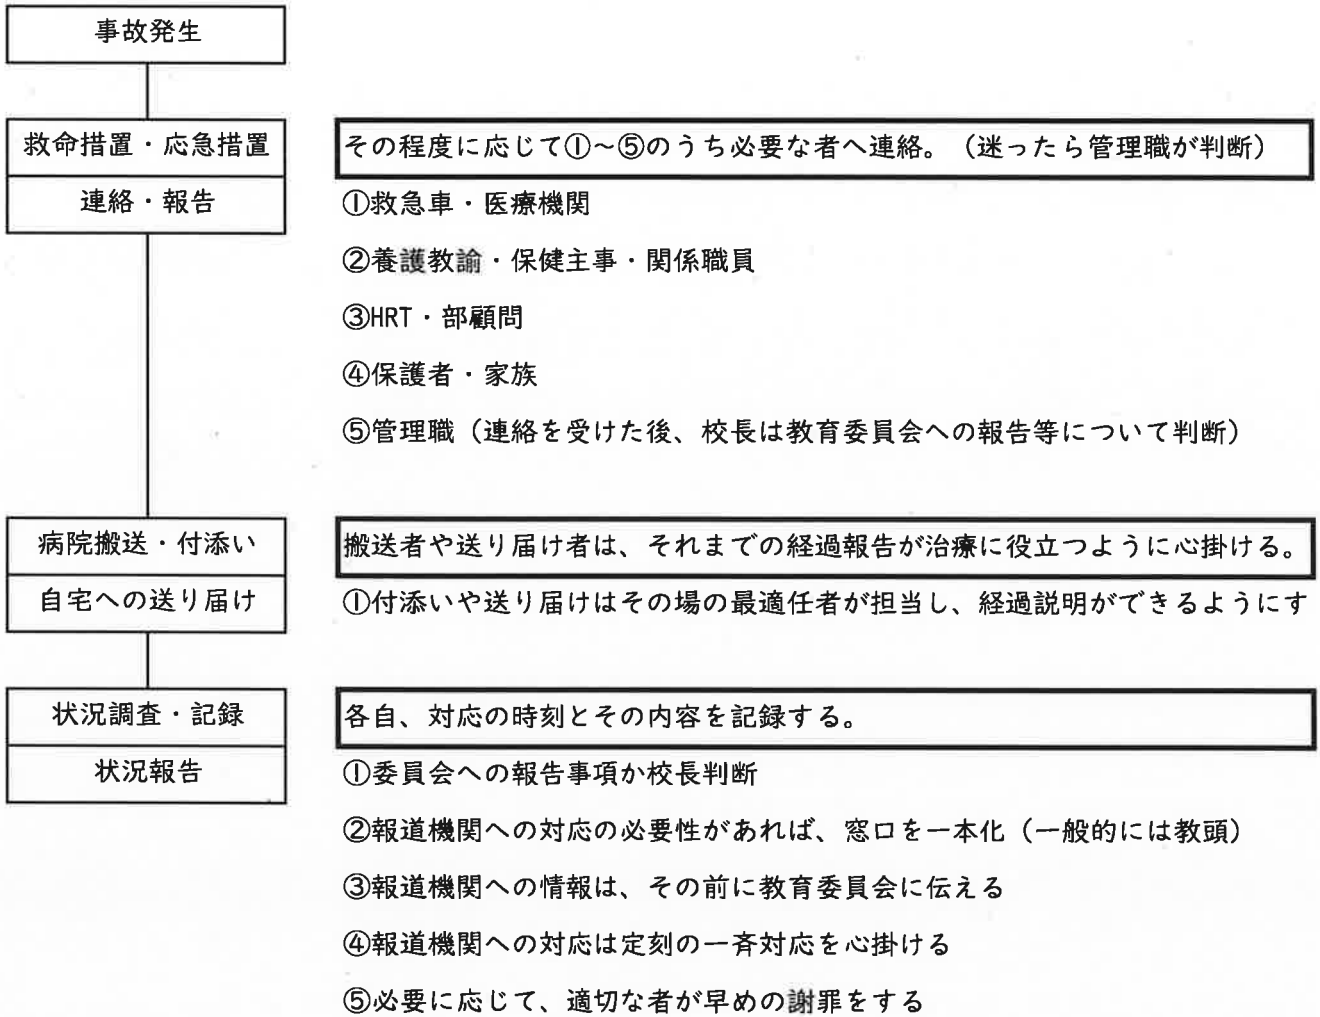 事故発生
救命措置・応急措置
その程度に応じて①～⑤のうち必要な者へ連絡。（迷ったら管理職が判断）
連絡・報告
①救急車・医療機関
②養護教諭・保健主事・関係職員
③HRT・部顧問
④保護者・家族
⑤管理職（連絡を受けた後、校長は教育委員会への報告等について判断）
病院搬送・付添い
搬送者や送り届け者は、それまでの経過報告が治療に役立つように心掛ける。
自宅への送り届け
①付添いや送り届けはその場の最適任者が担当し、経過説明ができるようにす
状況調査・記録
各自、対応の時刻とその内容を記録する。
状況報告
①委員会への報告事項か校長判断
②報道機関への対応の必要性があれば、窓口を一本化（一般的には教頭）
③報道機関への情報は、その前に教育委員会に伝える
④報道機関への対応は定刻の一斉対応を心掛ける
⑤必要に応じて、適切な者が早めの謝罪をする